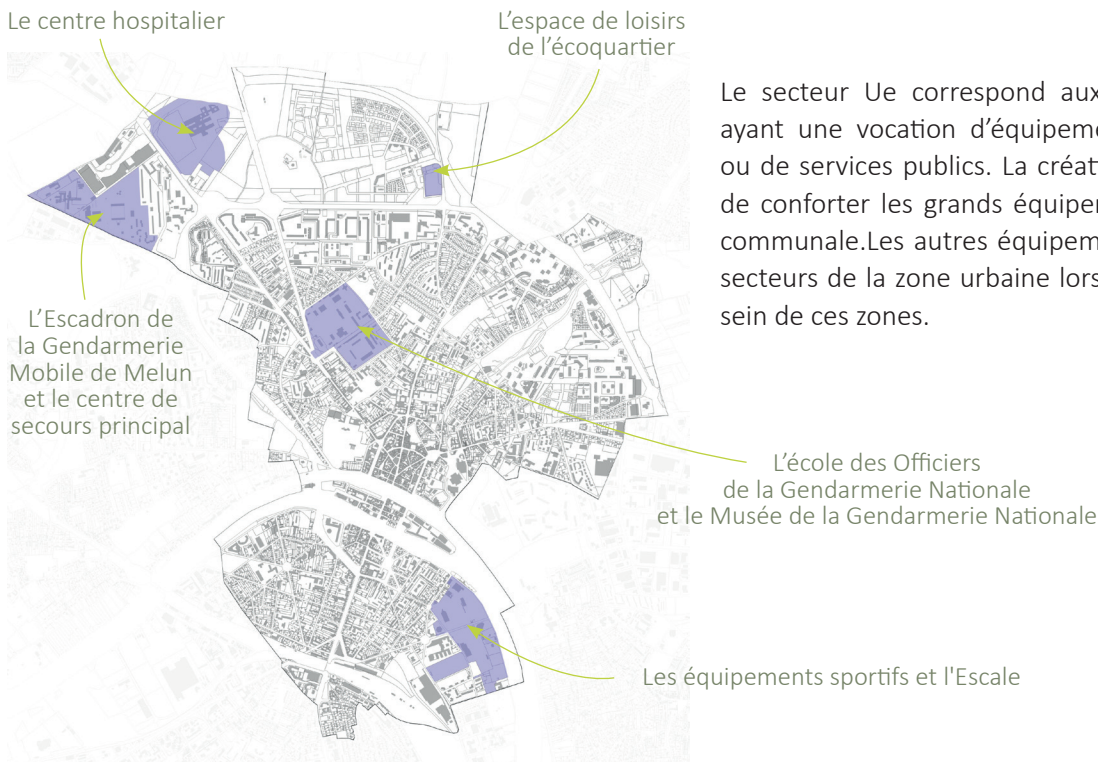 Le centre hospitalier
L'espace de loisirs
de l'écoquartier
Le secteur Ue correspond aux
ayant une vocation d'équipeme
ou de services publics. La créat
de conforter les grands équiper
communale.Les autres équipem
secteurs de la zone urbaine lors
sein de ces zones.
L'Escadron de
la Gendarmerie
Mobile de Melun
et le centre de
secours principal
L'école des Officiers
de la Gendarmerie Nationale
et le Musée de la Gendarmerie Nationale
Les équipements sportifs et l'Escale